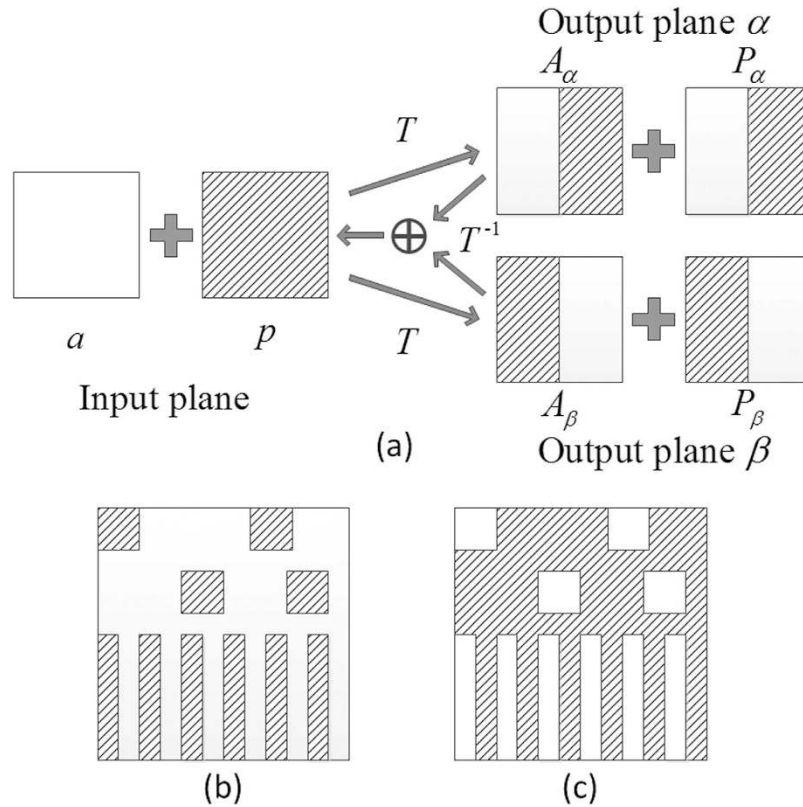 Output plane α
A_α
P_α
T
T⁻¹
T
a
p
Input plane
A_β
P_β
Output plane β
(a)
(b)
(c)